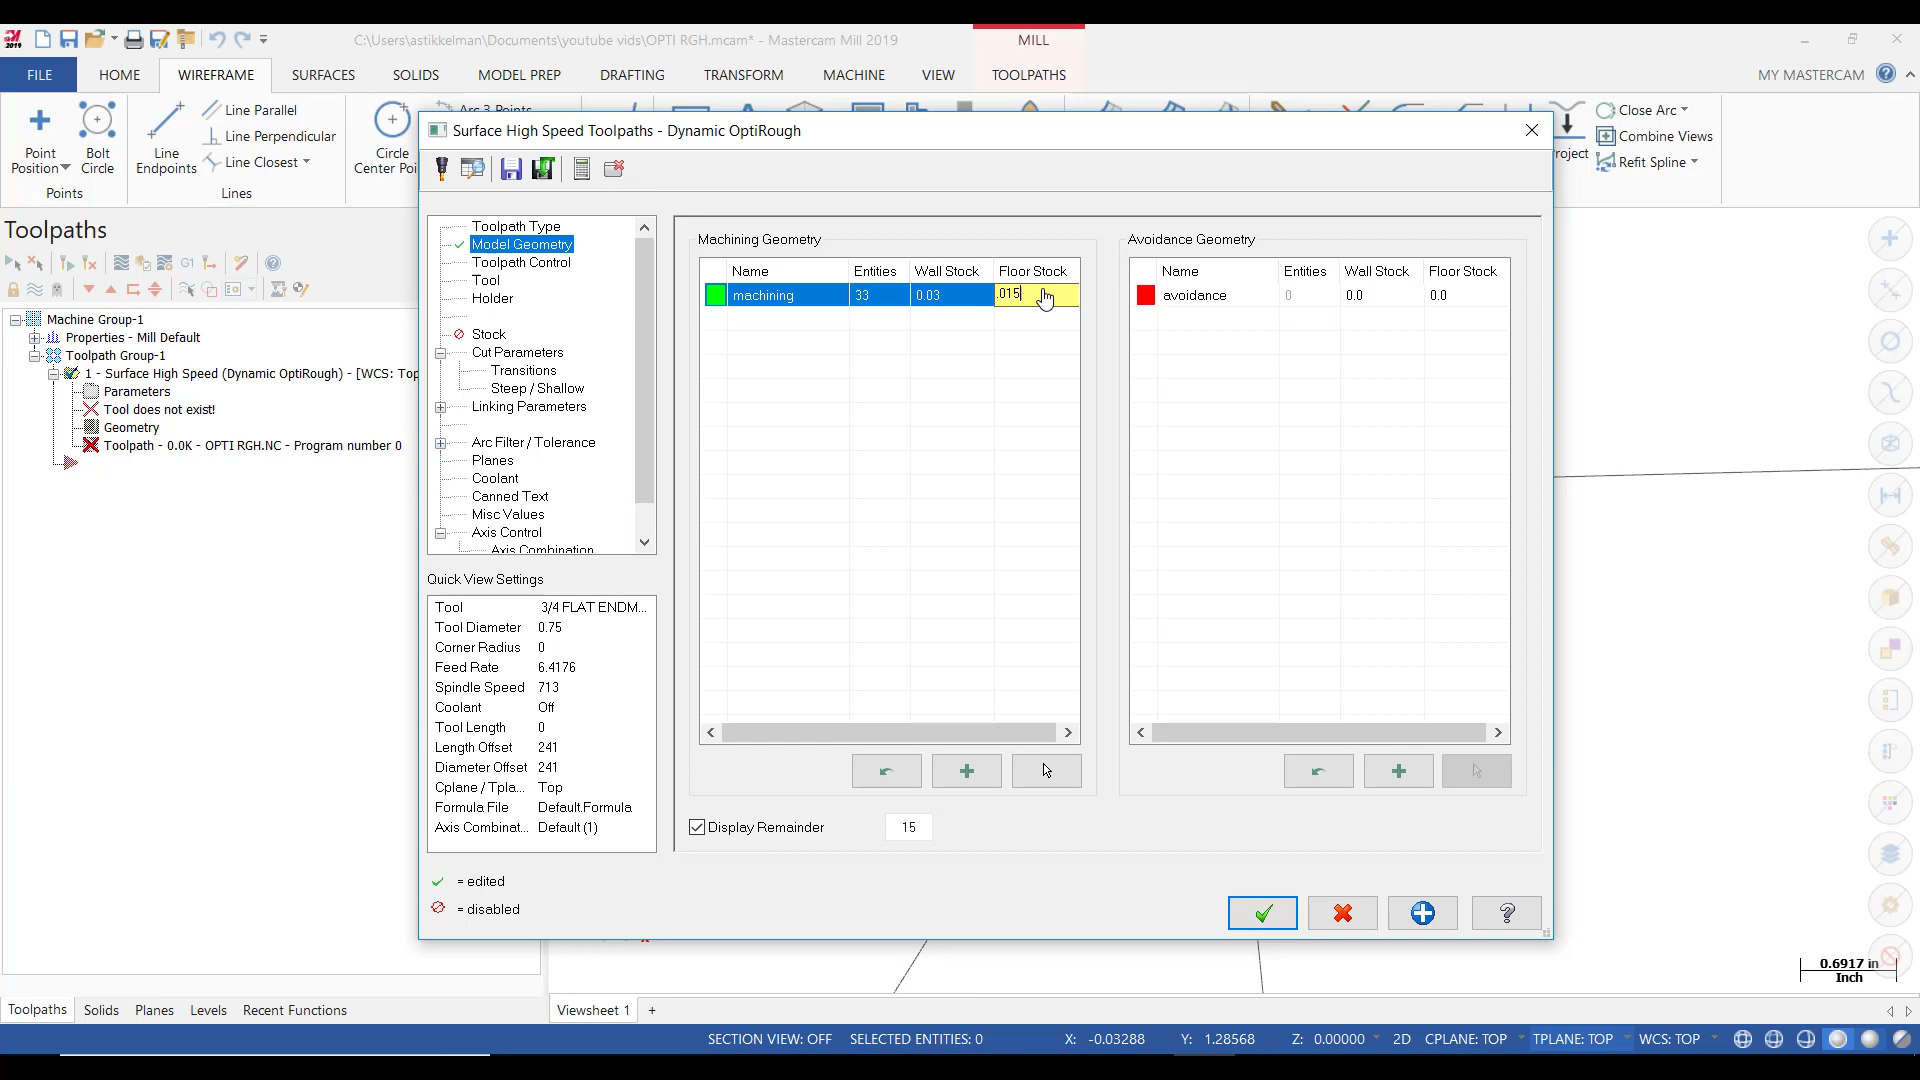 2019
C:\Users\astikkelman\Documents\youtube vids\OPTI RGH.mcam* - Mastercam Mill 2019
MILL
FILE
HOME
WIREFRAME
SURFACES
SOLIDS
MODEL PREP
DRAFTING
TRANSFORM
MACHINE
VIEW
TOOLPATHS
MY MASTERCAM
Point
Position
Bolt
Circle
Points
Line
Endpoints
Line Parallel
Line Perpendicular
Line Closest
Lines
Circle
Center Poi
Arc 3 Points
roject
Close Arc
Combine Views
Refit Spline
Toolpaths
G1
Machine Group-1
Properties - Mill Default
Toolpath Group-1
1 - Surface High Speed (Dynamic OptiRough) - [WCS: Top
Parameters
Tool does not exist!
Geometry
Toolpath - 0.0K - OPTI RGH.NC - Program number 0
Surface High Speed Toolpaths - Dynamic OptiRough
Toolpath Type
Model Geometry
Toolpath Control
Tool
Holder
Stock
Cut Parameters
Transitions
Steep / Shallow
Linking Parameters
Arc Filter / Tolerance
Planes
Coolant
Canned Text
Misc Values
Axis Control
Axis Combination
Quick View Settings
Tool 3/4 FLAT ENDM...
Tool Diameter 0.75
Corner Radius 0
Feed Rate 6.4176
Spindle Speed 713
Coolant Off
Tool Length 0
Length Offset 241
Diameter Offset 241
Cplane / Tpla... Top
Formula File Default.Formula
Axis Combinat... Default (1)
= edited
= disabled
Machining Geometry
Name Entities Wall Stock Floor Stock
machining 33 0.03 .015
Avoidance Geometry
Name Entities Wall Stock Floor Stock
avoidance 0 0.0 0.0
Display Remainder 15
0.6917 in
Inch
Toolpaths Solids Planes Levels Recent Functions
Viewsheet 1 +
SECTION VIEW: OFF SELECTED ENTITIES: 0 X: -0.03288 Y: 1.28568 Z: 0.00000 2D CPLANE: TOP TPLANE: TOP WCS: TOP